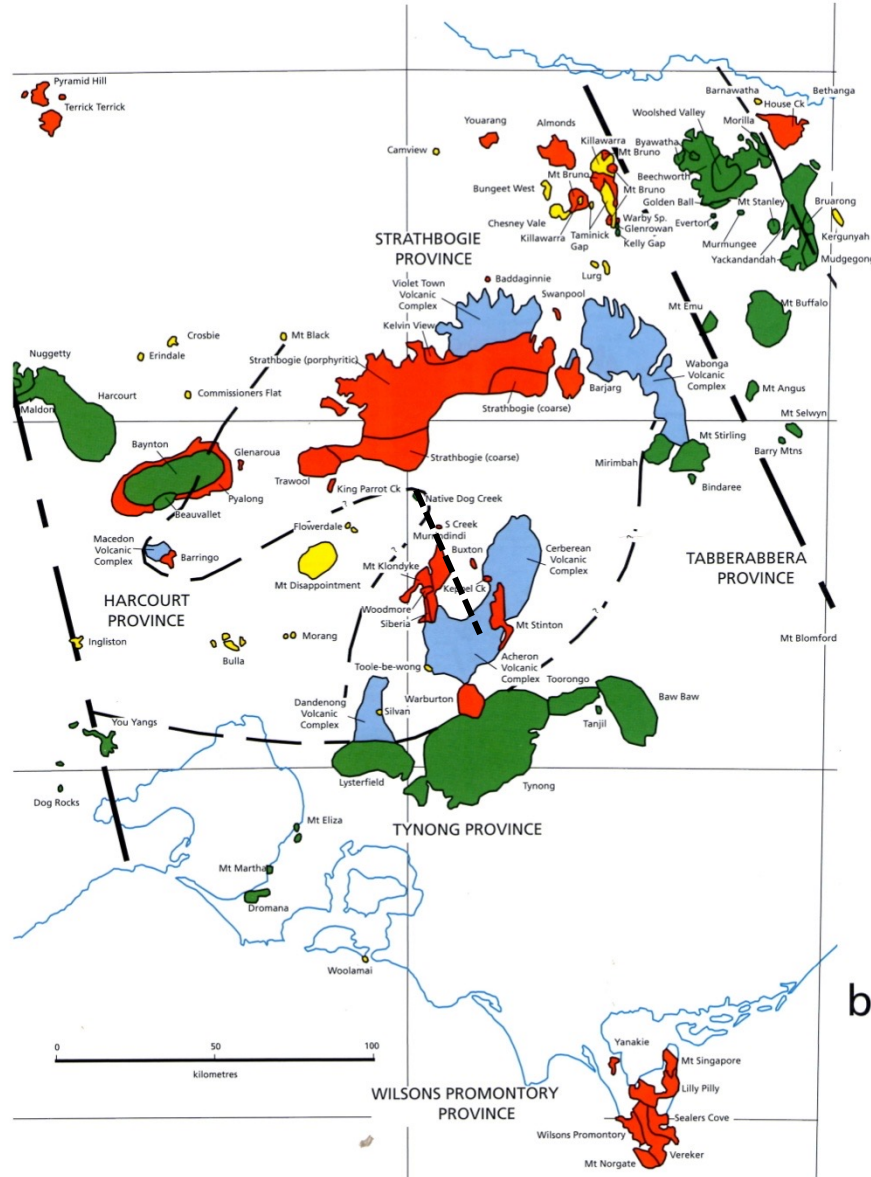 Pyramid Hill
Terrick Terrick
Barnawatha
Bethanga
House Ck
Woolshed Valley
Morilla
Youarang
Almonds
Killawarra
Byawatha
Camview
Mt Bruno
Mt Bruno
Beechworth
Bungeet West
Mt Bruno
Mt Stanley
Bruarong
Golden Ball
Chesney Vale
Warby Sp.
Glenrowan
Everton
Killawarra
Taminick
Gap
Kelly Gap
Murmungee
Kergunyah
Yackandandah
Mudgegong
STRATHBOGIE
PROVINCE
Lurg
Baddaginnie
Violet Town
Volcanic
Complex
Swanpool
Mt Emu
Mt Buffalo
Kelvin View
Crosbie
Mt Black
Nuggetty
Erindale
Strathbogie (porphyritic)
Wabonga
Volcanic
Complex
Harcourt
Commissioners Flat
Barjarg
Mt Angus
Maldon
Strathbogie (coarse)
Mt Selwyn
Baynton
Mt Stirling
Glenaroua
Barry Mtns
Strathbogie (coarse)
Mirimbah
Trawool
Bindaree
Pyalong
King Parrot Ck
Native Dog Creek
Beauvallet
?
Flowerdale
S Creek
Macedon
Volcanic
Complex
Murrindindi
Cerberean
Volcanic
Complex
?
Buxton
Barringo
Mt Klondyke
TABBERABBERA
PROVINCE
Mt Disappointment
Keppel Ck
HARCOURT
PROVINCE
Woodmore
?
Siberia
Mt Stinton
Ingliston
Morang
Mt Blomford
Bulla
Acheron
Volcanic
Complex
Toole-be-wong
Toorongo
Dandenong
Volcanic
Complex
Warburton
Baw Baw
Silvan
You Yangs
Tanjil
Lysterfield
Tynong
Dog Rocks
Mt Eliza
TYNONG PROVINCE
Mt Martha
Dromana
Woolamai
b
0 50 100
kilometres
Yanakie
Mt Singapore
Lilly Pilly
WILSONS PROMONTORY
PROVINCE
Sealers Cove
Wilsons Promontory
Vereker
Mt Norgate